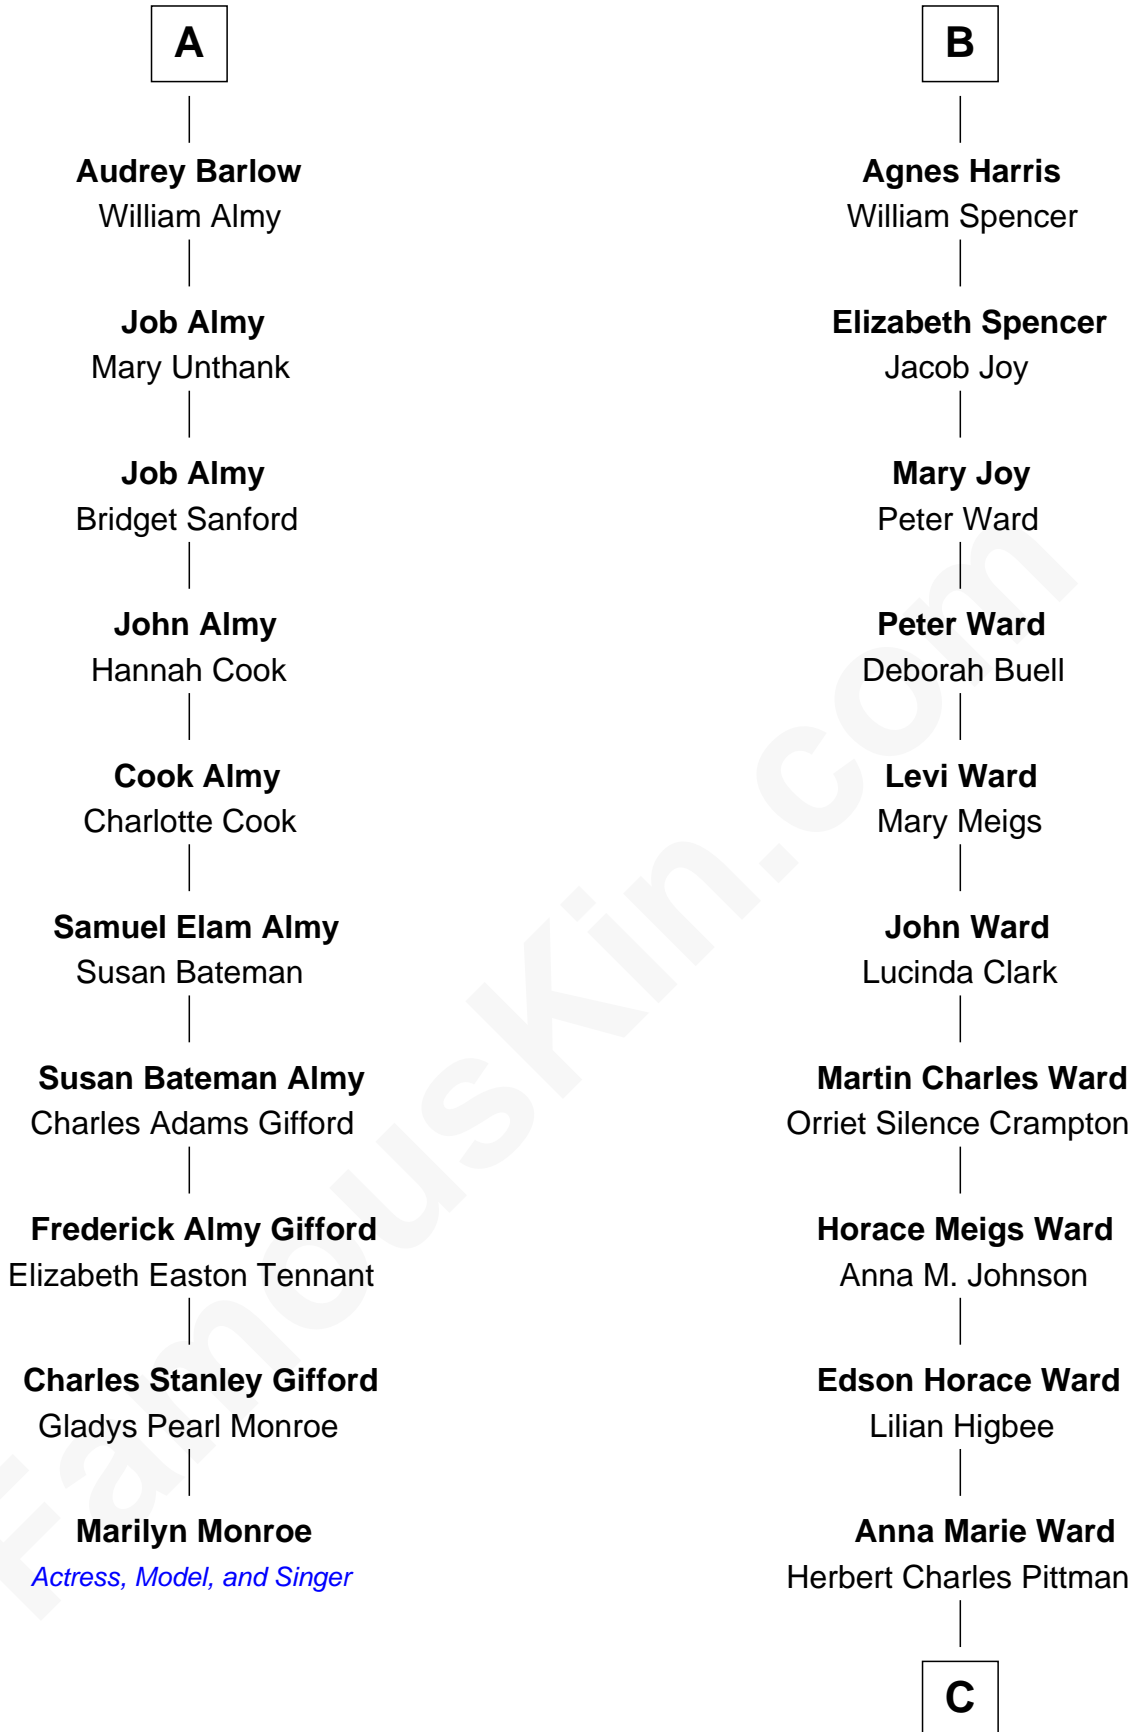 A
Audrey Barlow
William Almy
Job Almy
Mary Unthank
Job Almy
Bridget Sanford
John Almy
Hannah Cook
Cook Almy
Charlotte Cook
Samuel Elam Almy
Susan Bateman
Susan Bateman Almy
Charles Adams Gifford
Frederick Almy Gifford
Elizabeth Easton Tennant
Charles Stanley Gifford
Gladys Pearl Monroe
Marilyn Monroe
Actress, Model, and Singer
B
Agnes Harris
William Spencer
Elizabeth Spencer
Jacob Joy
Mary Joy
Peter Ward
Peter Ward
Deborah Buell
Levi Ward
Mary Meigs
John Ward
Lucinda Clark
Martin Charles Ward
Orriet Silence Crampton
Horace Meigs Ward
Anna M. Johnson
Edson Horace Ward
Lilian Higbee
Anna Marie Ward
Herbert Charles Pittman
C
FamousKin.com